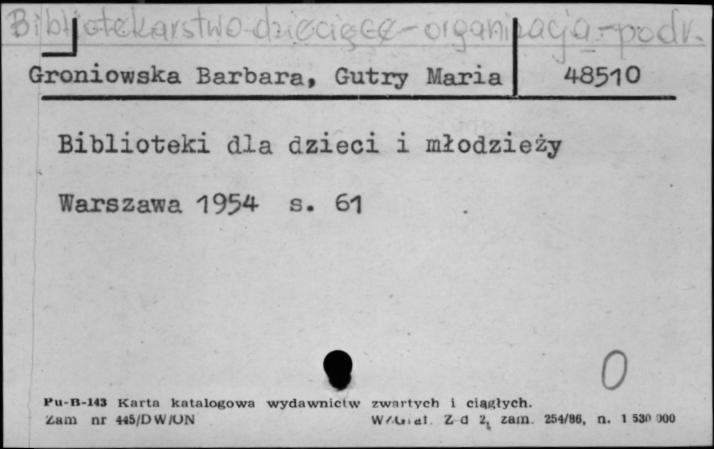 Bibliotekarstwo-dziecięce-organizacja-podr.
Groniowska Barbara, Gutry Maria 48510
Biblioteki dla dzieci i młodzieży
Warszawa 1954 s. 61
0
Pu-B-143 Karta katalogowa wydawnictw zwartych i ciągłych.
Zam nr 445/DW/ON Z-d 2, zam. 254/86, n. 1 530 000